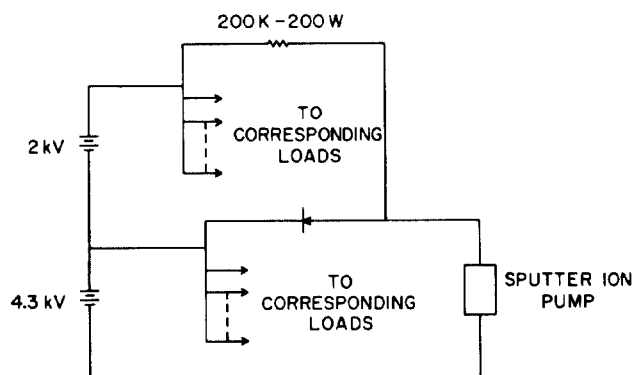 200K-200W
TO
CORRESPONDING
LOADS
2kV
TO
CORRESPONDING
LOADS
4.3 kV
SPUTTER ION
PUMP